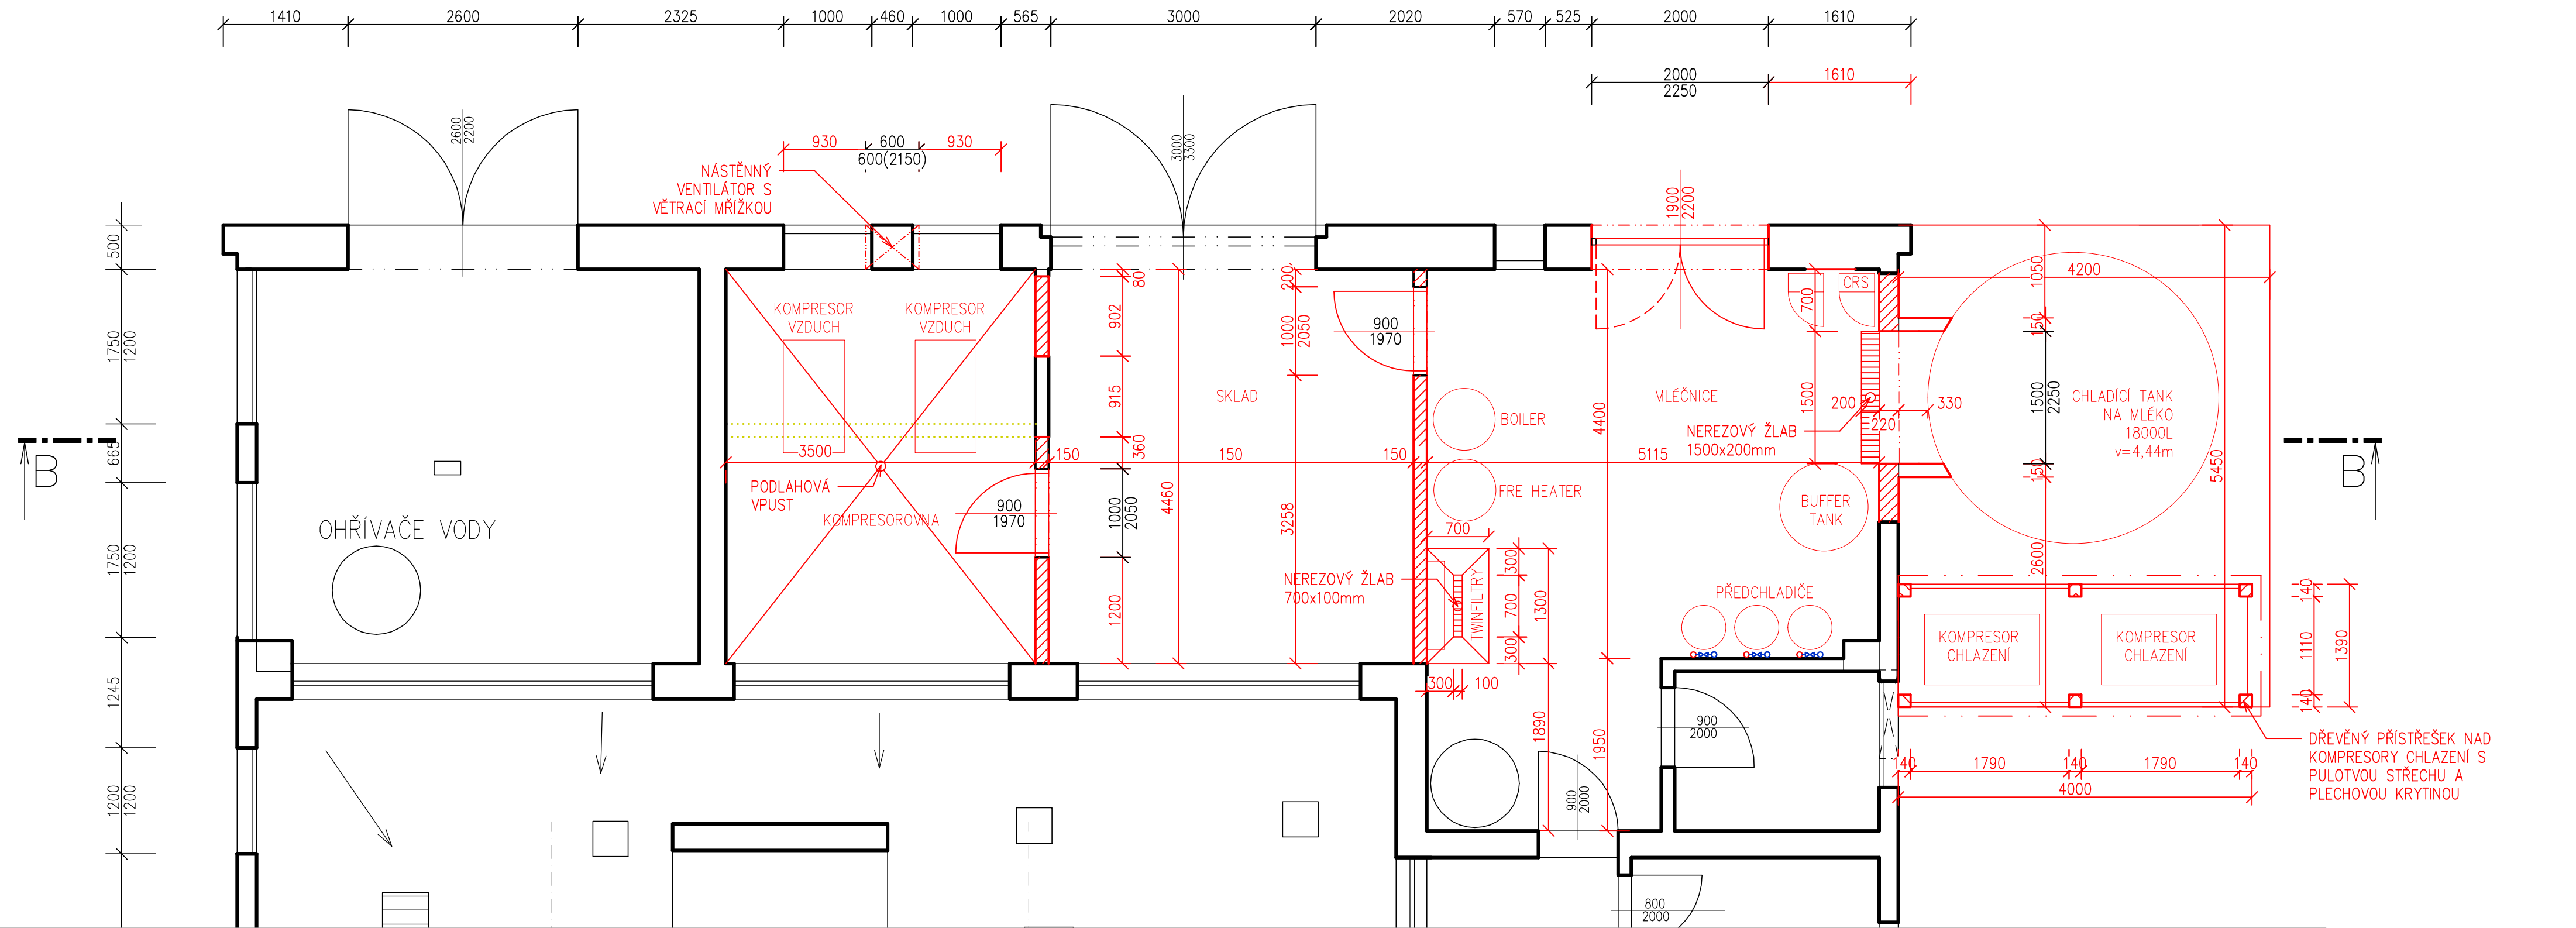 1410 2600 2325 1000 460 1000 565 3000 2020 570 525 2000 1610
2000 1610
2250
2600
2200
930 600 930
600(2150)
3000
3300
NÁSTĚNNÝ
VENTILÁTOR S
VĚTRACÍ MŘÍŽKOU
1900
2200
500
1750
1200
665
1750
1200
1245
1200
1200
B
OHŘÍVAČE VODY
KOMPRESOR
VZDUCH
KOMPRESOR
VZDUCH
3500
PODLAHOVÁ
VPUST
KOMPRESOROVNA
900
1970
80
902
915
360
1000
2050
1200
150 150 150
4460
SKLAD
200
1000
2050
3258
900
1970
BOILER
FRE HEATER
700
NEREZOVÝ ŽLAB
700x100mm
TWINFILTRY
300
700
300
1300
300 100
1890
4400
1950
MLÉČNICE
5115
NEREZOVÝ ŽLAB
1500x200mm
CRS
700
1500
200 330
=220
BUFFER
TANK
PŘEDCHLADIČE
900
2000
900
2000
800
2000
4200
1050
150
1500
2250
150
2600
5450
CHLADÍCÍ TANK
NA MLÉKO
18000L
v=4,44m
B
KOMPRESOR
CHLAZENÍ
KOMPRESOR
CHLAZENÍ
140
1110
140
1390
140 1790 140 1790 140
4000
DŘEVĚNÝ PŘÍSTŘEŠEK NAD
KOMPRESORY CHLAZENÍ S
PULOTVOU STŘECHU A
PLECHOVOU KRYTINOU